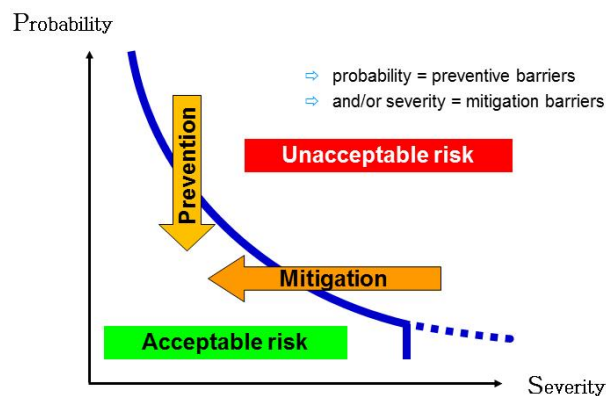 Probability
⇨ probability = preventive barriers
⇨ and/or severity = mitigation barriers
Unacceptable risk
Prevention
Mitigation
Acceptable risk
Severity